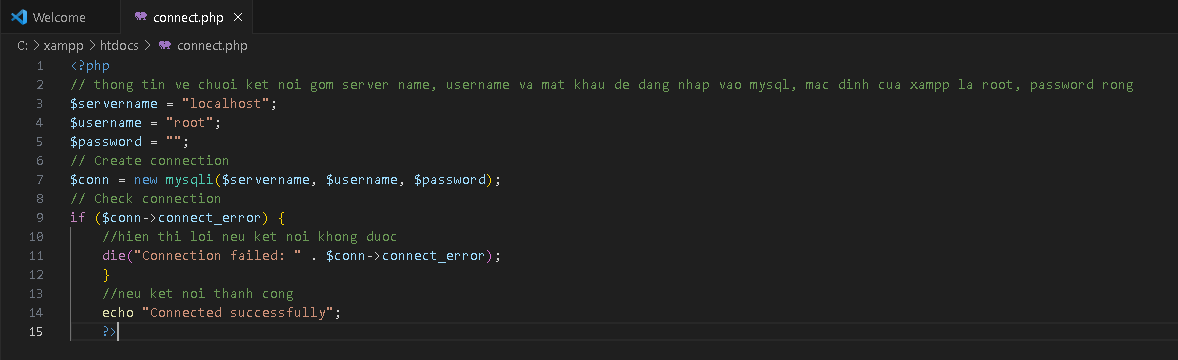 Welcome connect.php
C: > xampp > htdocs > connect.php
1 <?php
2 // thong tin ve chuoi ket noi gom server name, username va mat khau de dang nhap vao mysql, mac dinh cua xampp la root, password rong
3 $servername = "localhost";
4 $username = "root";
5 $password = "";
6 // Create connection
7 $conn = new mysqli($servername, $username, $password);
8 // Check connection
9 if ($conn->connect_error) {
10 //hien thi loi neu ket noi khong duoc
11 die("Connection failed: " . $conn->connect_error);
12 }
13 //neu ket noi thanh cong
14 echo "Connected successfully";
15 ?>